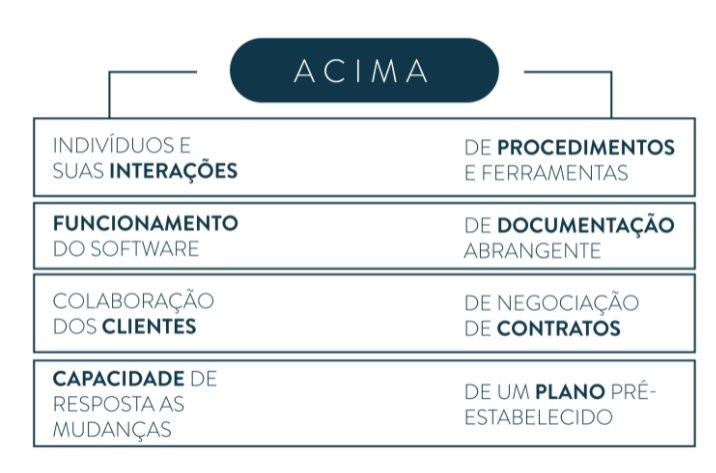 ACIMA
INDIVÍDUOS E
SUAS INTERAÇÕES
DE PROCEDIMENTOS
E FERRAMENTAS
FUNCIONAMENTO
DO SOFTWARE
DE DOCUMENTAÇÃO
ABRANGENTE
COLABORAÇÃO
DOS CLIENTES
DE NEGOCIAÇÃO
DE CONTRATOS
CAPACIDADE DE
RESPOSTA AS
MUDANÇAS
DE UM PLANO PRÉ-
ESTABELECIDO